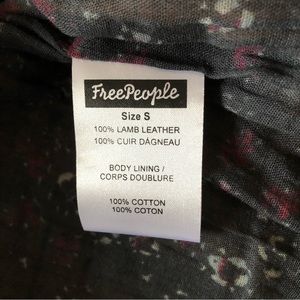 FreePeople
Size S
100% LAMB LEATHER
100% CUIR DÁGNEAU
BODY LINING /
CORPS DOUBLURE
100% COTTON
100% COTON